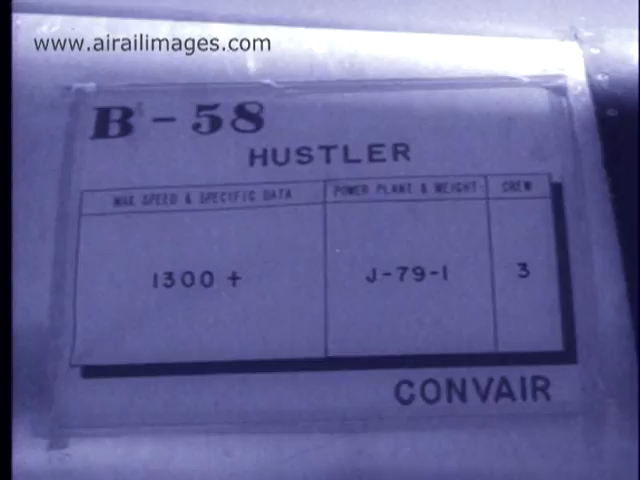 www.airailimages.com
B-58
HUSTLER
MAX SPEED & SPECIFIC DATA
POWER PLANT & WEIGHT
CREW
1300 +
J-79-1
3
CONVAIR